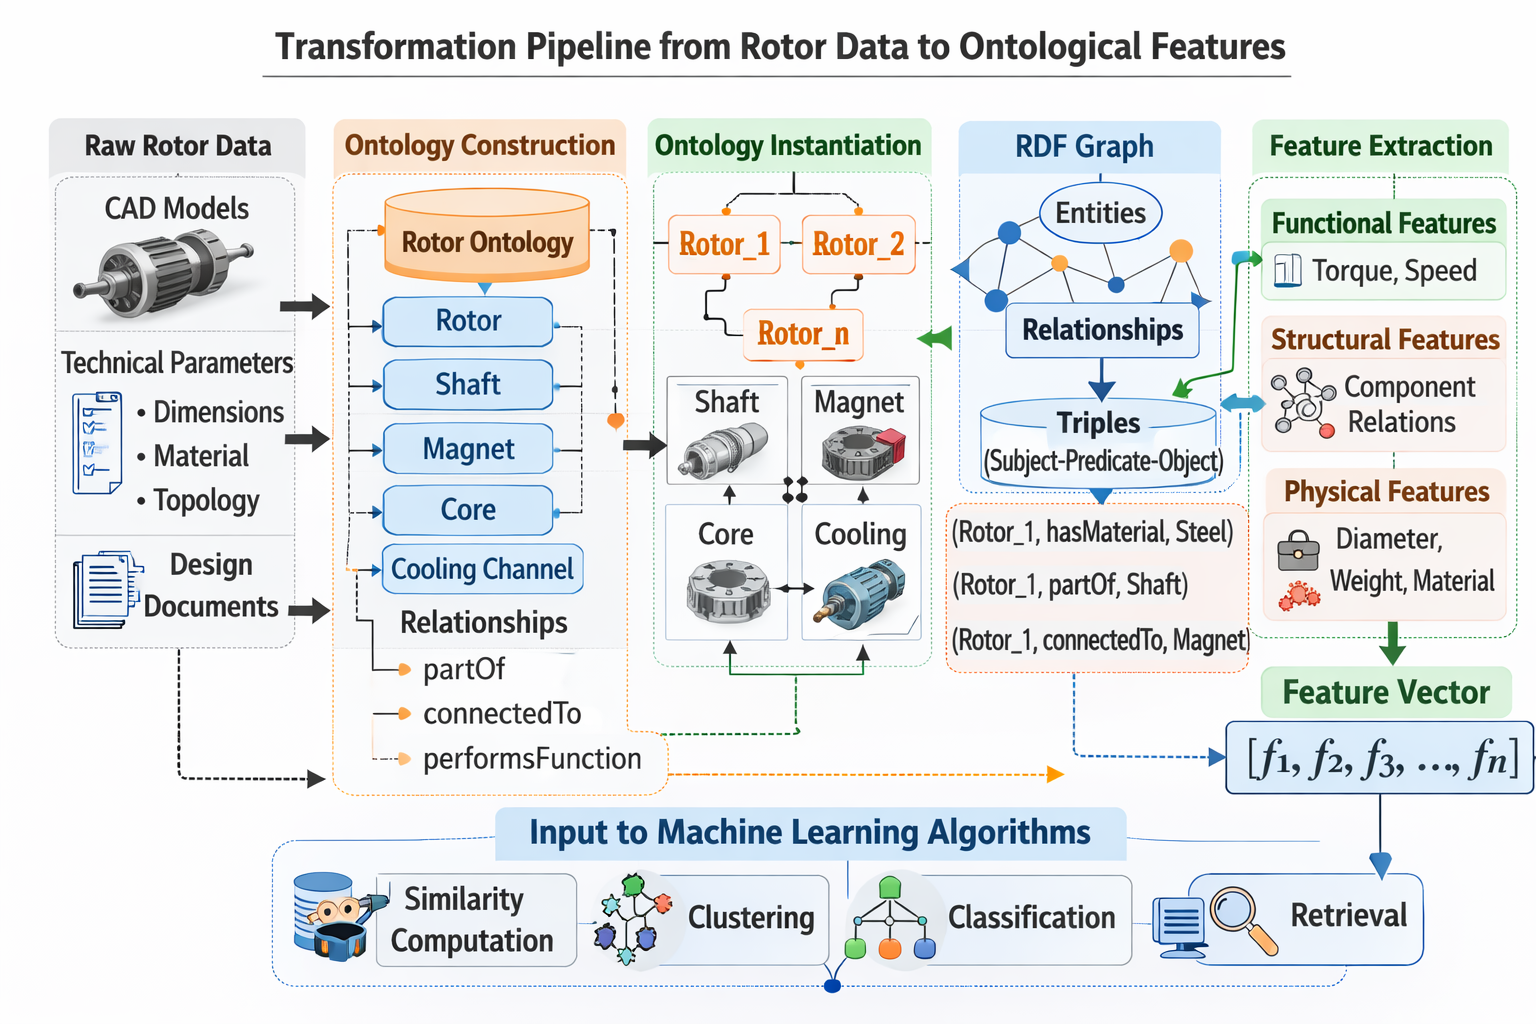 Transformation Pipeline from Rotor Data to Ontological Features
Raw Rotor Data
CAD Models
Technical Parameters
• Dimensions
• Material
• Topology
Design
Documents
Ontology Construction
Rotor Ontology
Rotor
Shaft
Magnet
Core
Cooling Channel
Relationships
partOf
connectedTo
performsFunction
Ontology Instantiation
Rotor_1
Rotor_2
Rotor_n
Shaft
Magnet
Core
Cooling
RDF Graph
Entities
Relationships
Triples
(Subject-Predicate-Object)
(Rotor_1, hasMaterial, Steel)
(Rotor_1, partOf, Shaft)
(Rotor_1, connectedTo, Magnet)
Feature Extraction
Functional Features
Torque, Speed
Structural Features
Component
Relations
Physical Features
Diameter,
Weight, Material
Feature Vector
[f1, f2, f3, ..., fn]
Input to Machine Learning Algorithms
Similarity
Computation
Clustering
Classification
Retrieval